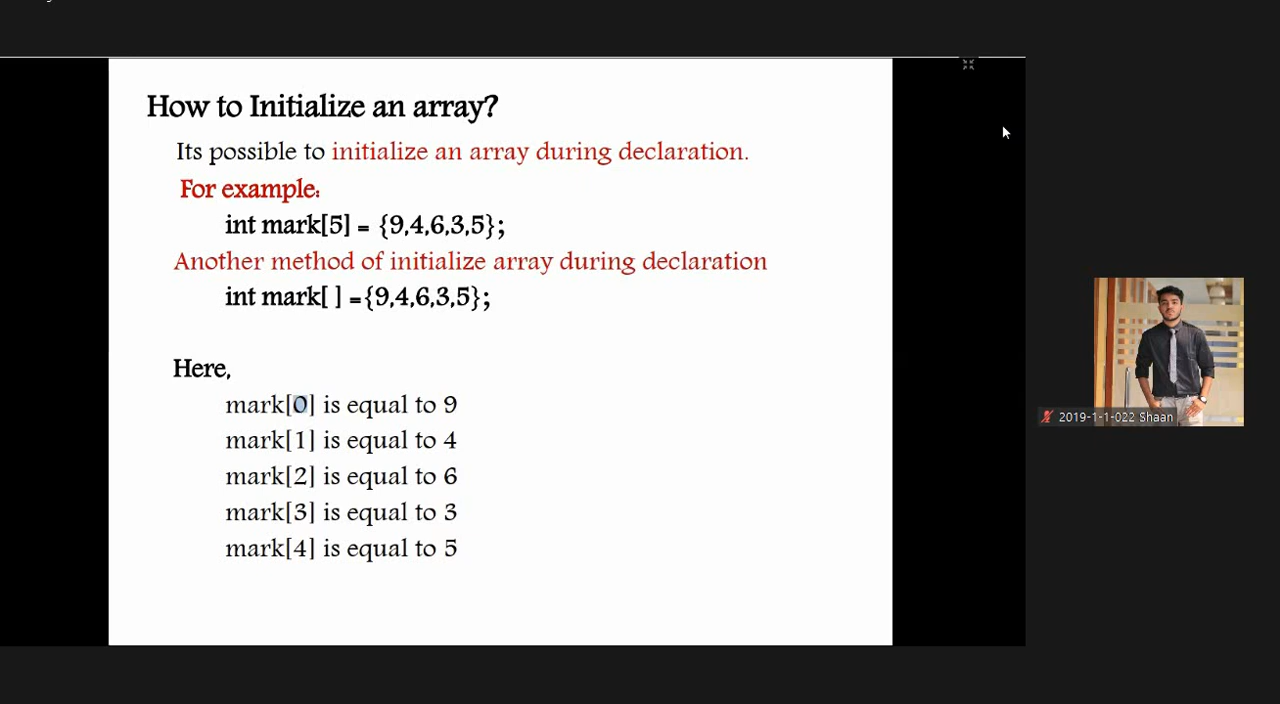 How to Initialize an array?
Its possible to initialize an array during declaration.
For example:
int mark[5] = {9,4,6,3,5};
Another method of initialize array during declaration
int mark[ ] ={9,4,6,3,5};
Here,
mark[0] is equal to 9
mark[1] is equal to 4
mark[2] is equal to 6
mark[3] is equal to 3
mark[4] is equal to 5
2019-1-1-022 Shaan